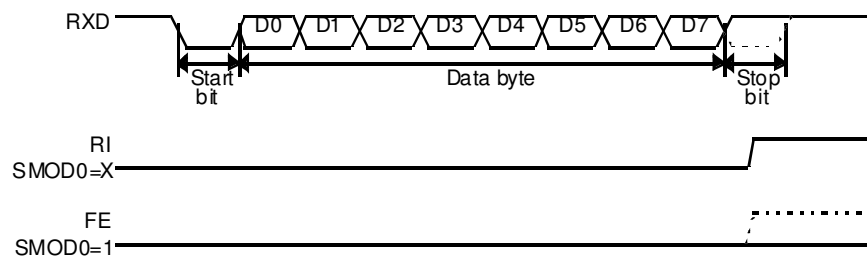 RXD D0 D1 D2 D3 D4 D5 D6 D7
Start bit
Data byte
Stop bit
RI
SMOD0=X
FE
SMOD0=1